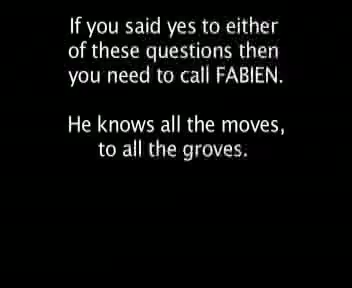 If you said yes to either
of these questions then
you need to call FABIEN.
He knows all the moves,
to all the groves.